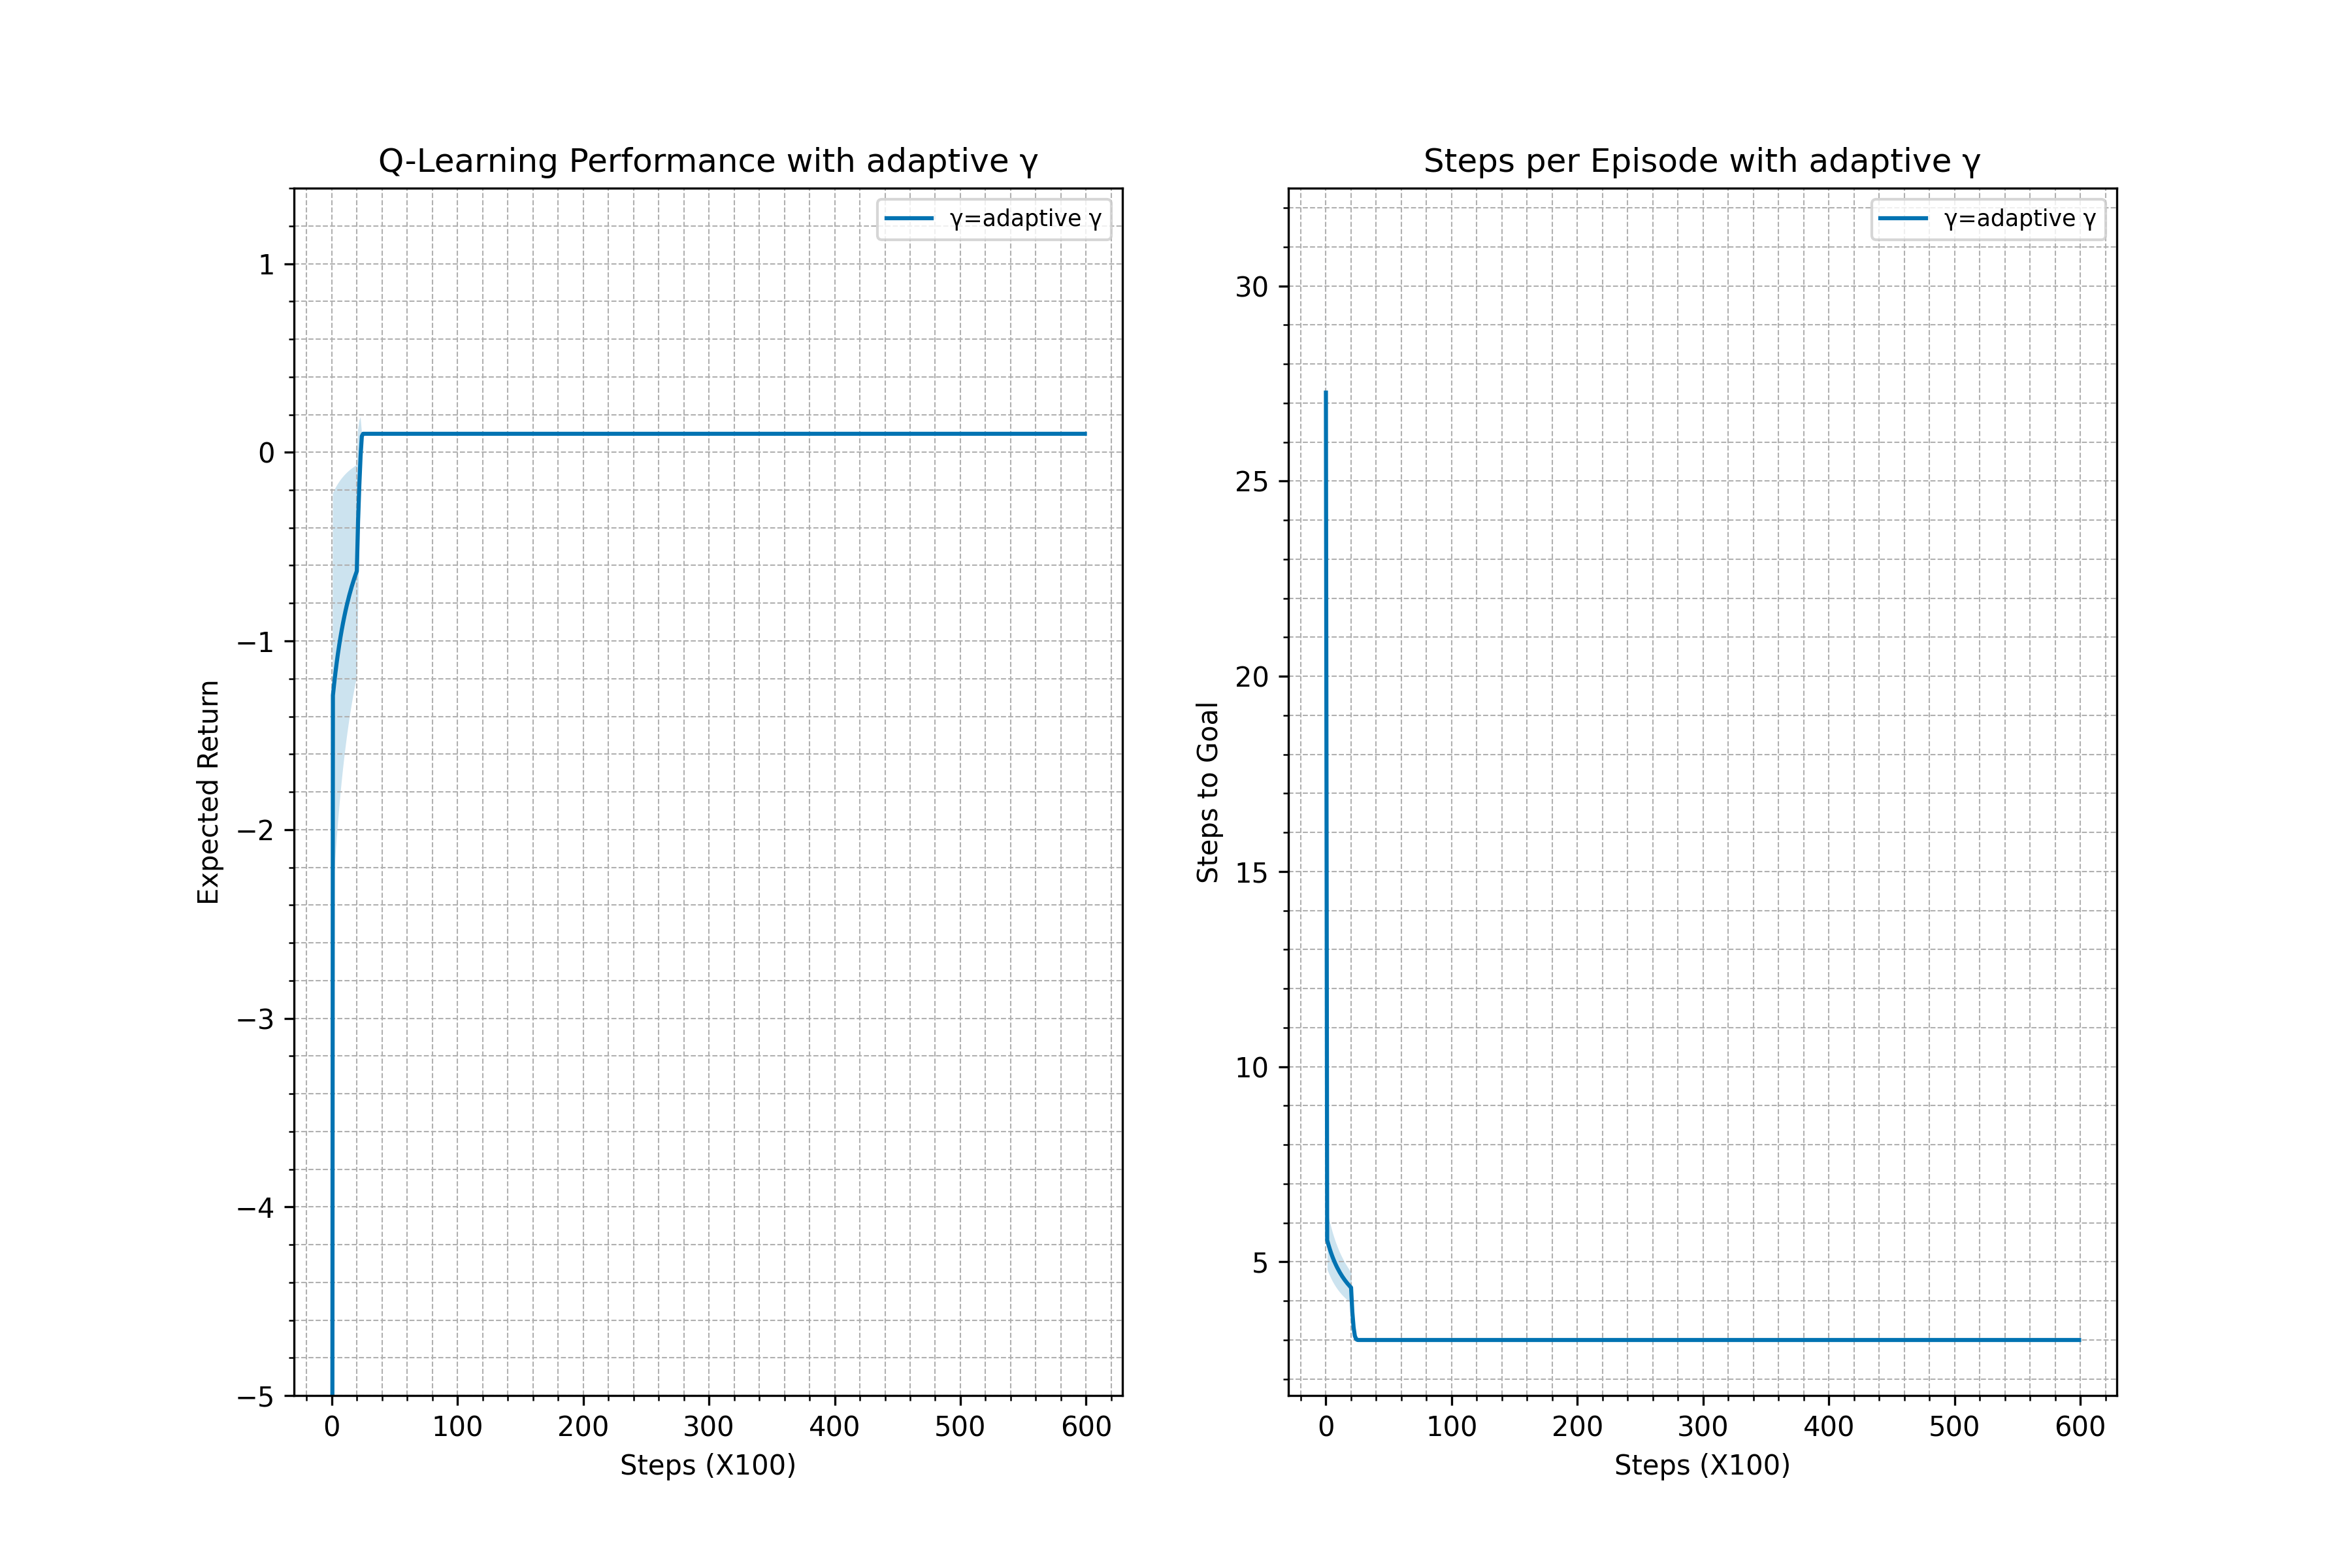 Q-Learning Performance with adaptive γ
γ=adaptive γ
1
0
−1
−2
−3
−4
−5
Expected Return
0 100 200 300 400 500 600
Steps (X100)
Steps per Episode with adaptive γ
γ=adaptive γ
30
25
20
15
10
5
Steps to Goal
0 100 200 300 400 500 600
Steps (X100)